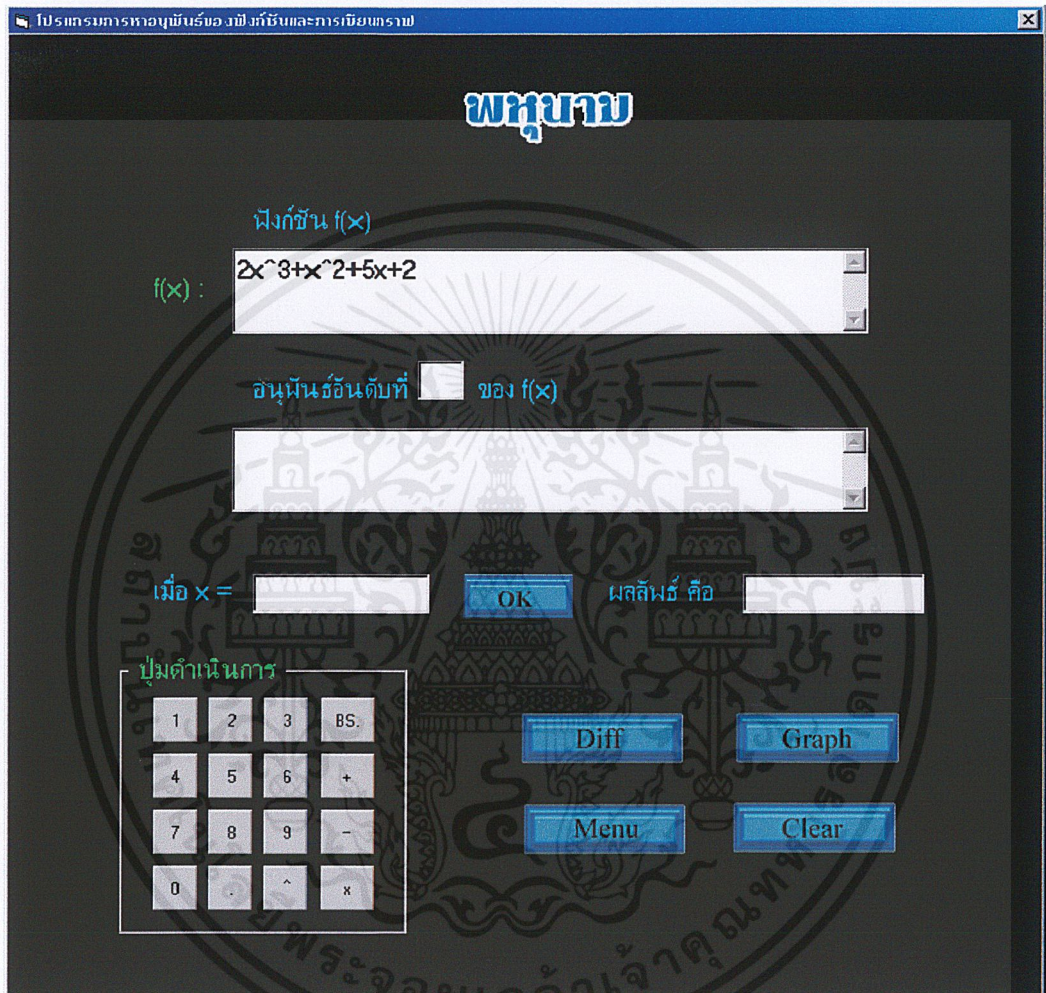 โปรแกรมการหาอนุพันธ์ของฟังก์ชันและการเขียนกราฟ
พหุนาม
ฟังก์ชัน f(x)
f(x) :
2x^3+x^2+5x+2
อนุพันธ์อันดับที่ ของ f(x)
เมื่อ x = OK ผลลัพธ์ คือ
ปุ่มดำเนินการ
1 2 3 BS.
4 5 6 +
7 8 9 -
0 . ^ x
Diff Graph
Menu Clear